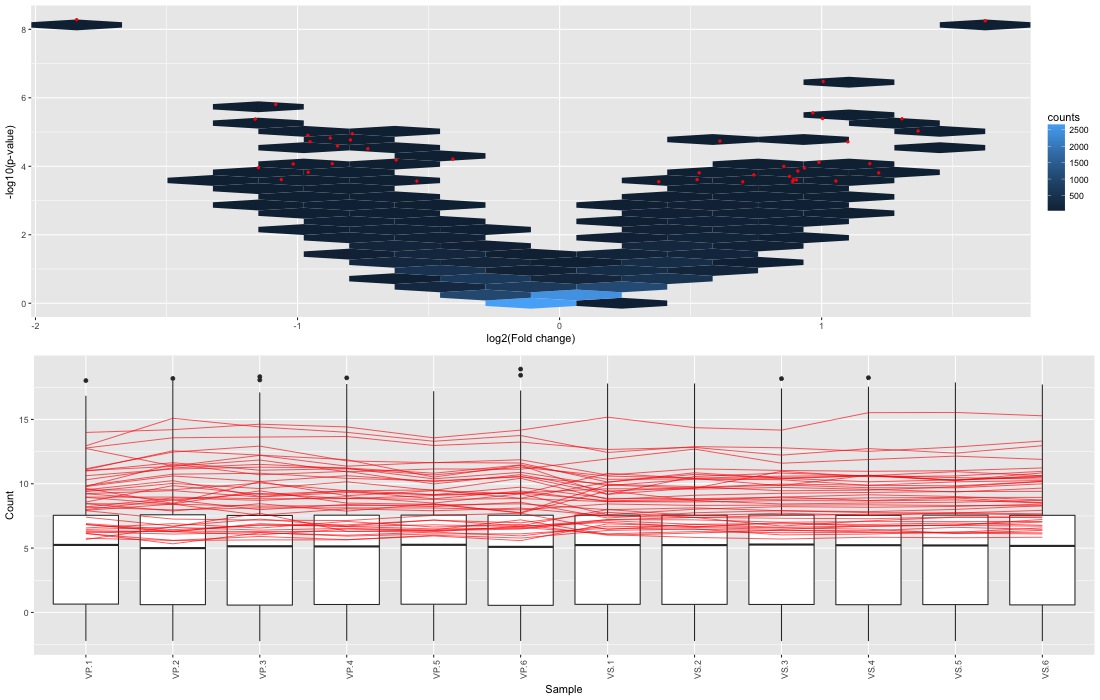 8
6
4
2
0
-log10(p-value)
-2
-1
0
1
log2(Fold change)
counts
2500
2000
1500
1000
500
15
10
5
0
Count
VP.1
VP.2
VP.3
VP.4
VP.5
VP.6
VS.1
VS.2
VS.3
VS.4
VS.5
VS.6
Sample